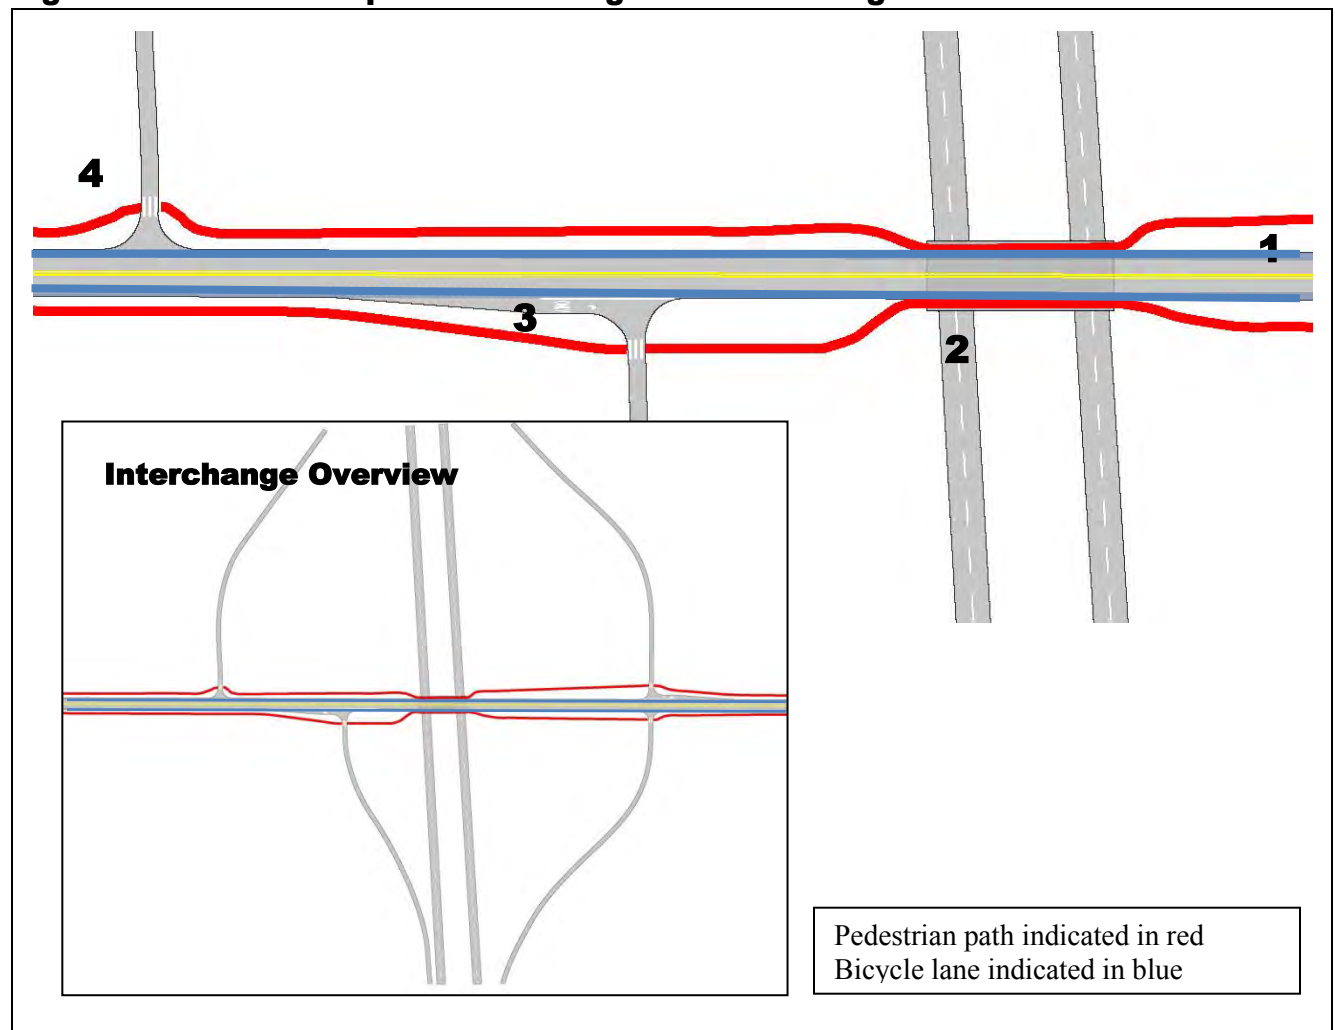 4
1
3
2
Interchange Overview
Pedestrian path indicated in red
Bicycle lane indicated in blue